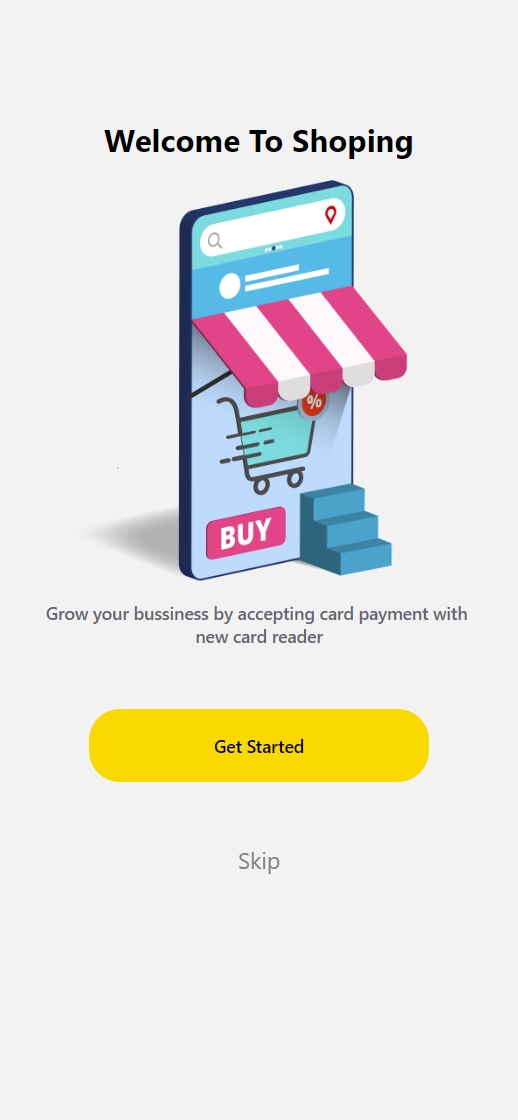 Welcome To Shoping
%
BUY
Grow your bussiness by accepting card payment with
new card reader
Get Started
Skip